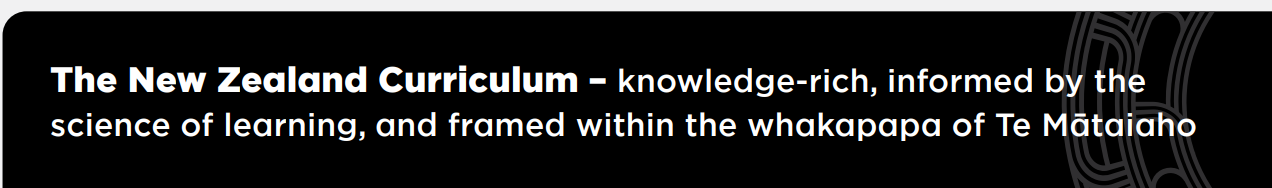 The New Zealand Curriculum – knowledge-rich, informed by the
science of learning, and framed within the whakapapa of Te Mātaiaho